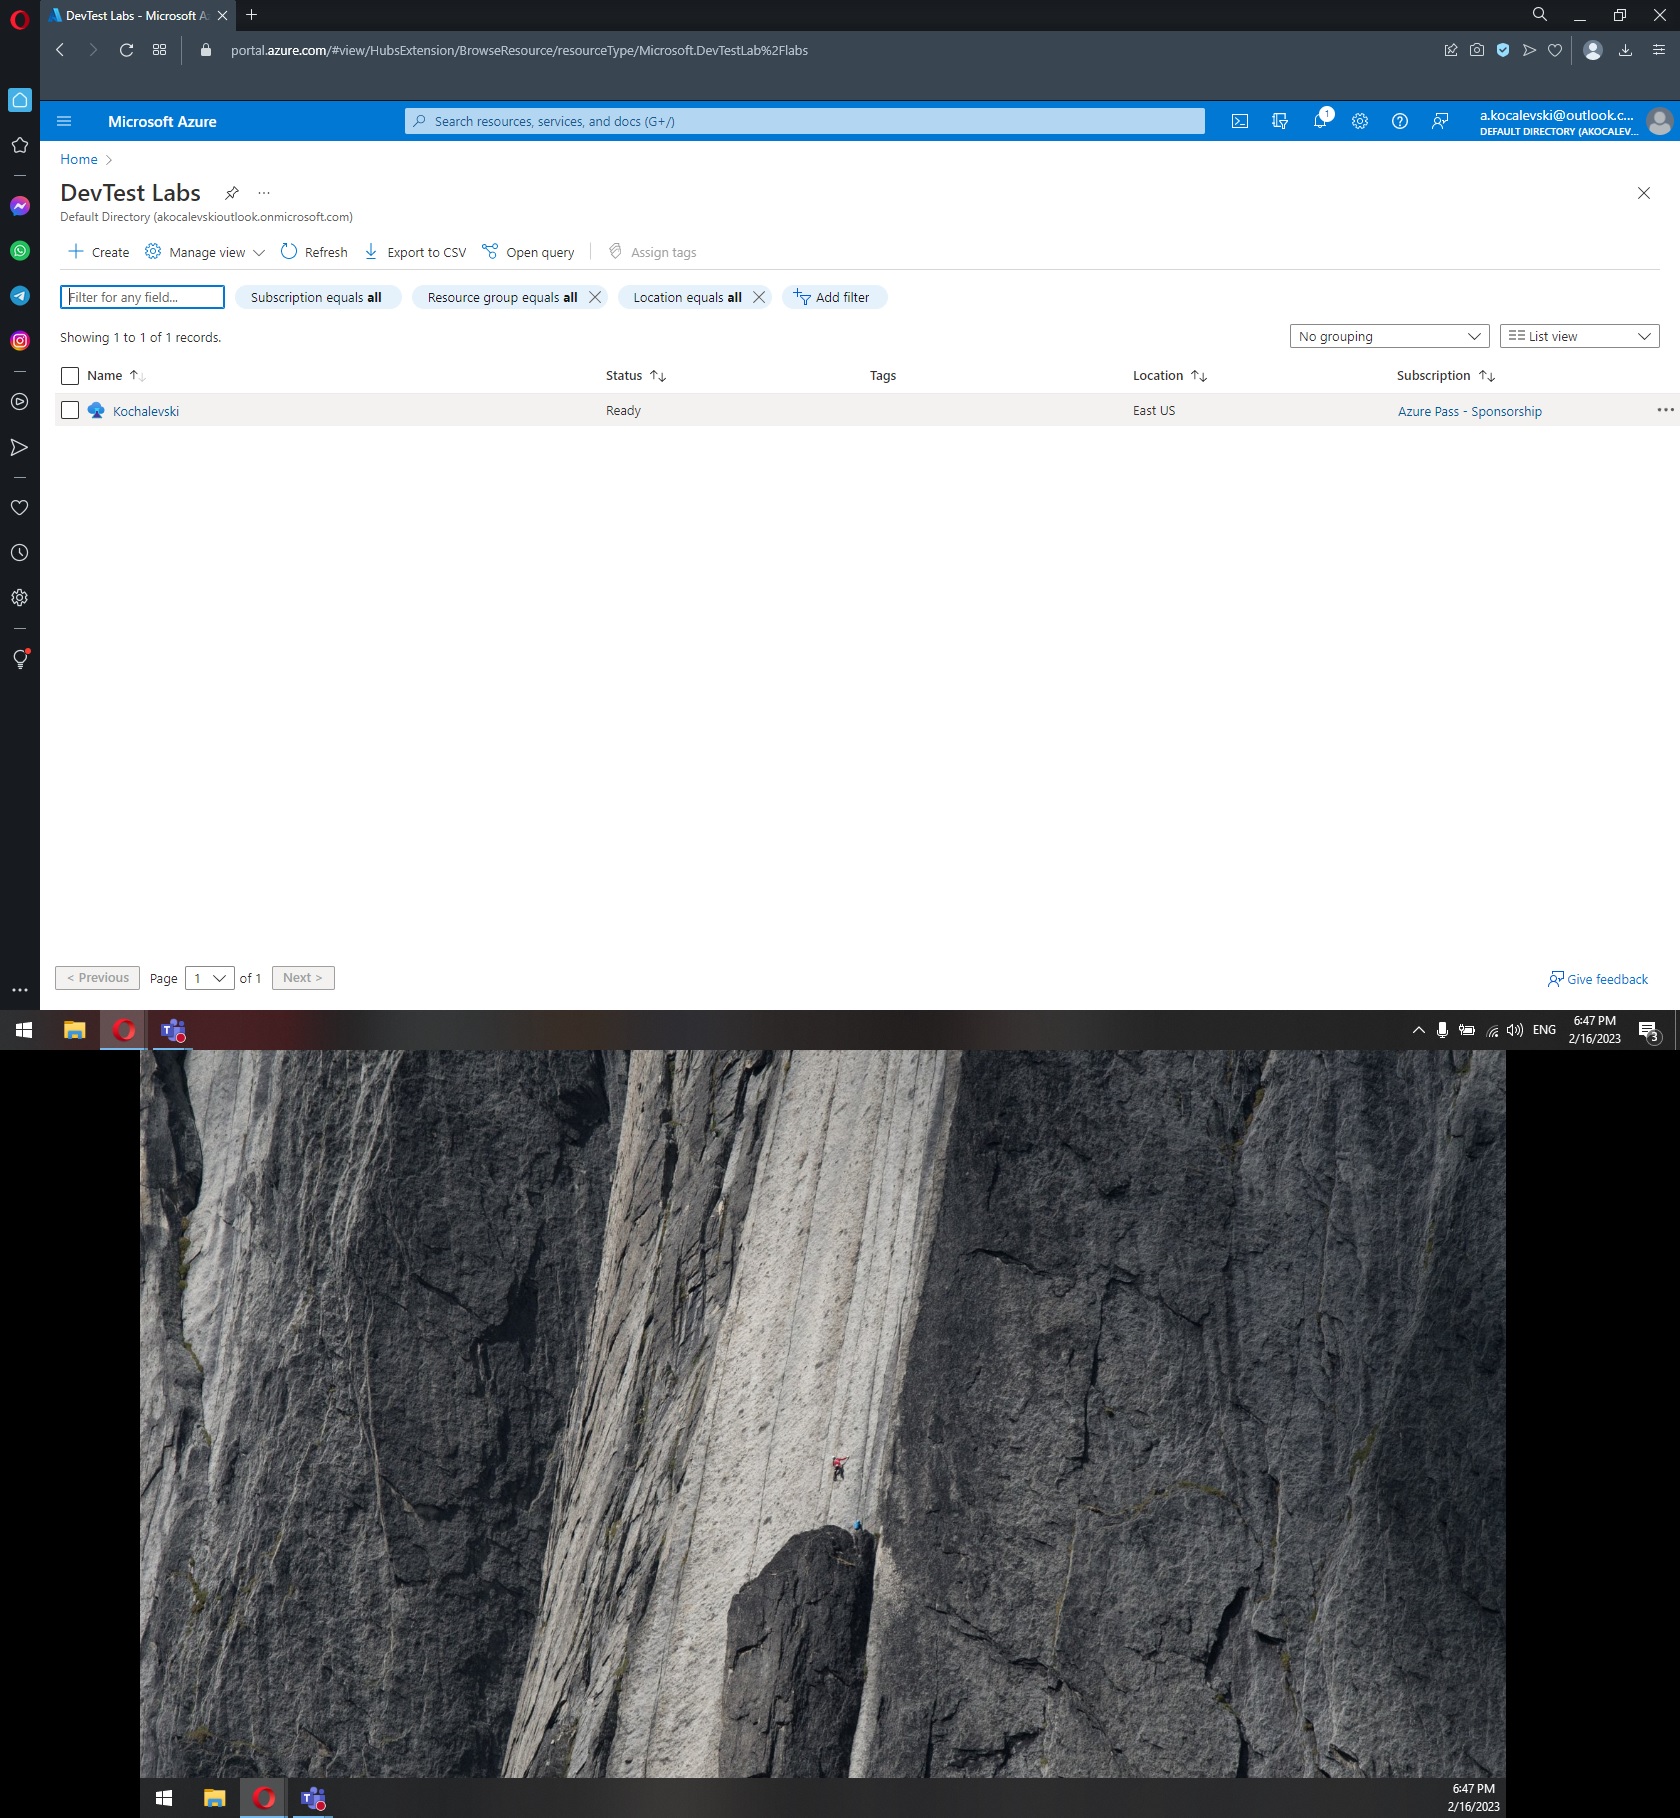 DevTest Labs - Microsoft A
portal.azure.com/#view/HubsExtension/BrowseResource/resourceType/Microsoft.DevTestLab%2Flabs
Microsoft Azure
Search resources, services, and docs (G+/)
1
a.kocalevski@outlook.c...
DEFAULT DIRECTORY (AKOCALEV...
Home >
DevTest Labs
Default Directory (akocalevskioutlook.onmicrosoft.com)
Create Manage view Refresh Export to CSV Open query Assign tags
Filter for any field... Subscription equals all Resource group equals all Location equals all Add filter
Showing 1 to 1 of 1 records. No grouping List view
Name Status Tags Location Subscription
Kochalevski Ready East US Azure Pass - Sponsorship
< Previous Page 1 of 1 Next > Give feedback
ENG 6:47 PM
2/16/2023 3
6:47 PM
2/16/2023